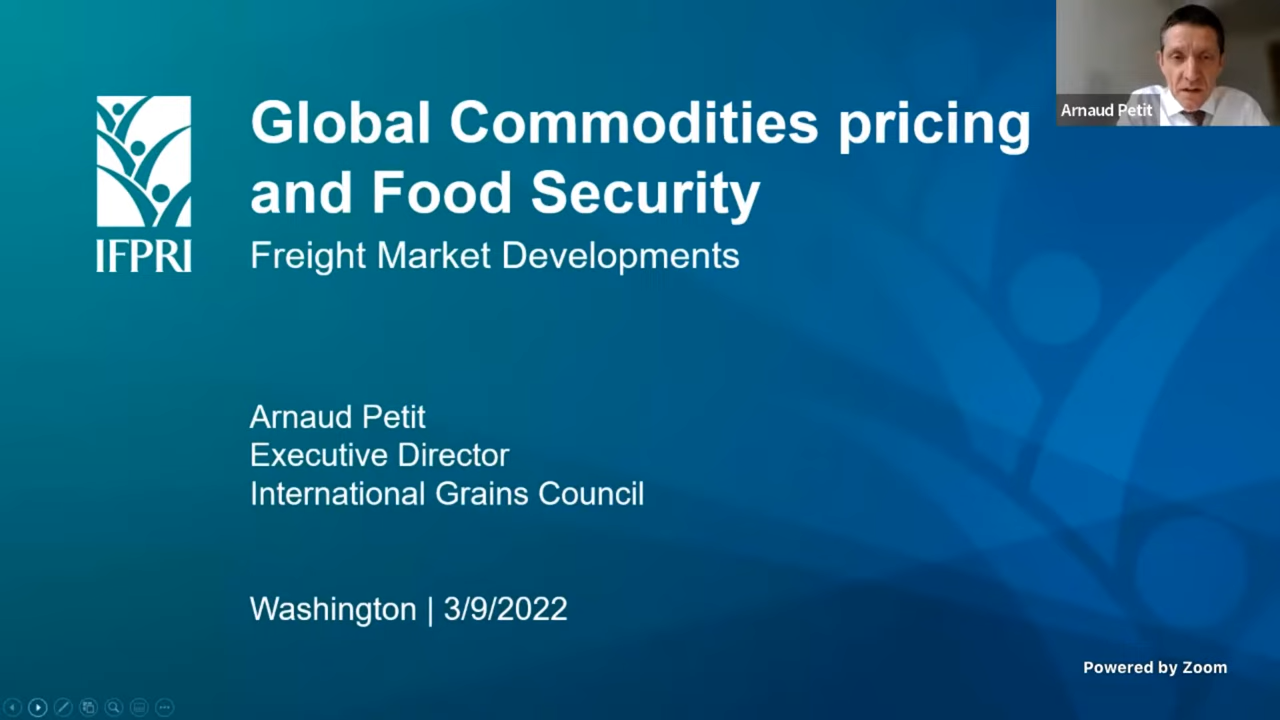 Global Commodities pricing
and Food Security
Freight Market Developments
IFPRI
Arnaud Petit
Arnaud Petit
Executive Director
International Grains Council
Washington | 3/9/2022
Powered by Zoom